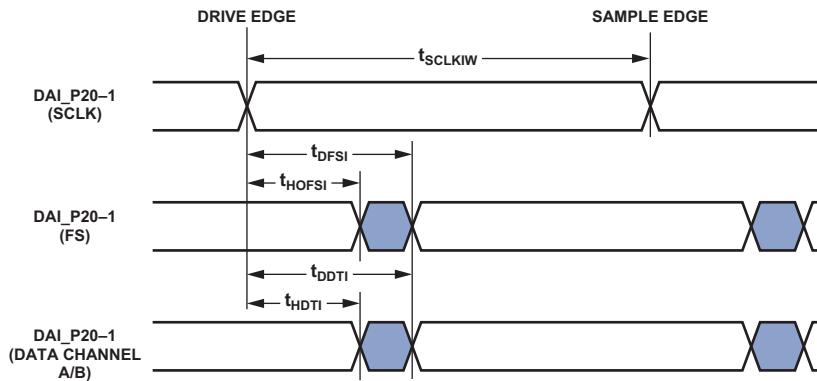 DRIVE EDGE SAMPLE EDGE
tSCLKIW
DAI_P20–1
(SCLK)
tDFSI
tHOFSI
DAI_P20–1
(FS)
tDDTI
tHDTI
DAI_P20–1
(DATA CHANNEL
A/B)